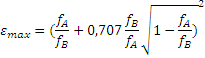 ε_max = (f_A/f_B + 0,707 f_B/f_A √(1 − f_A/f_B))²